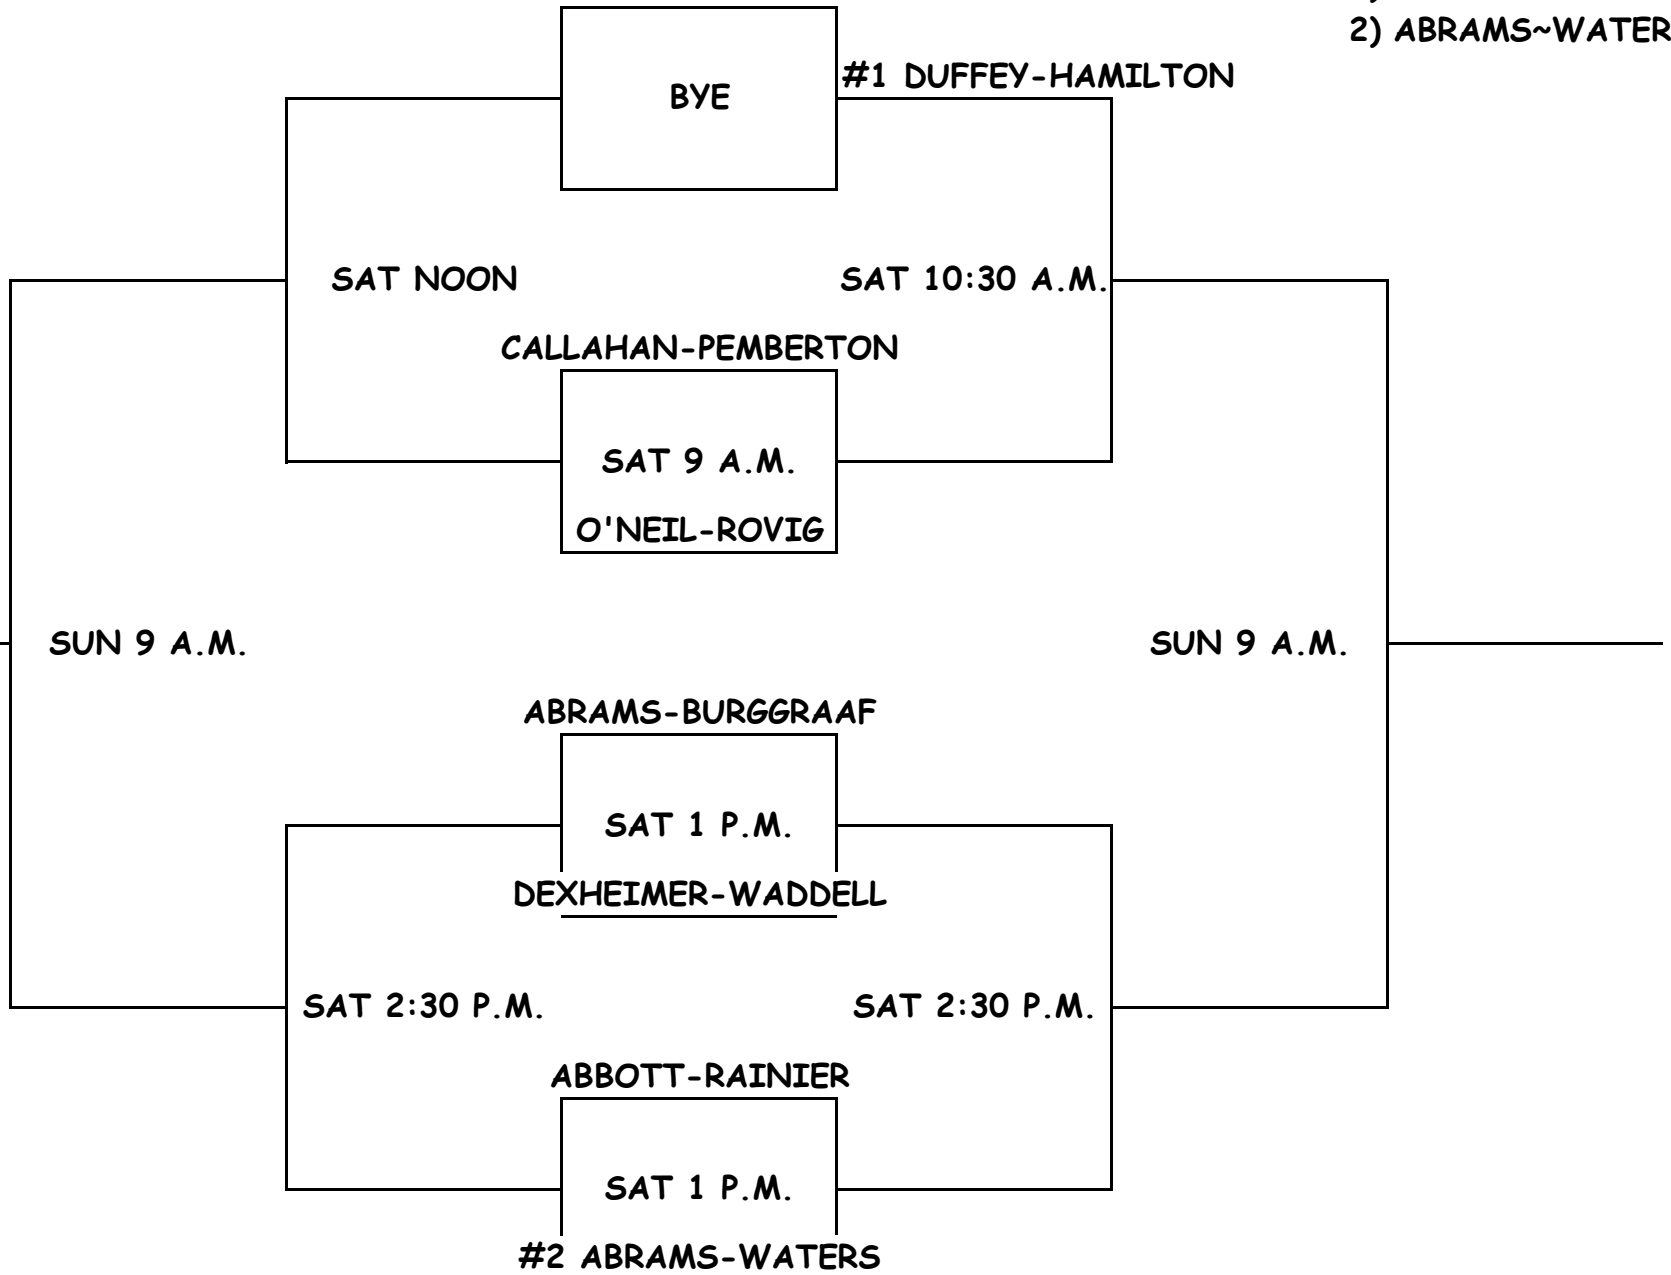 2) ABRAMS~WATER
#1 DUFFEY-HAMILTON
BYE
SAT NOON
SAT 10:30 A.M.
CALLAHAN-PEMBERTON
SAT 9 A.M.
O'NEIL-ROVIG
SUN 9 A.M.
SUN 9 A.M.
ABRAMS-BURGGRAAF
SAT 1 P.M.
DEXHEIMER-WADDELL
SAT 2:30 P.M.
SAT 2:30 P.M.
ABBOTT-RAINIER
SAT 1 P.M.
#2 ABRAMS-WATERS